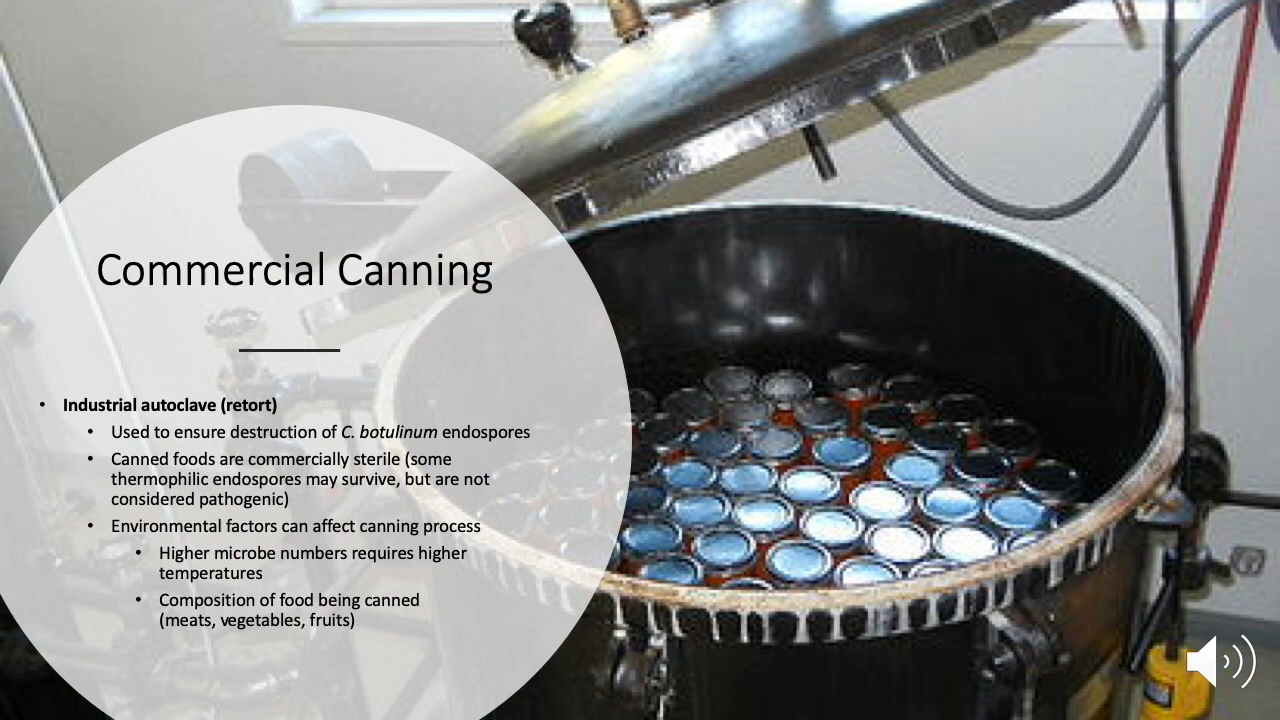 Commercial Canning
• Industrial autoclave (retort)
• Used to ensure destruction of C. botulinum endospores
• Canned foods are commercially sterile (some
thermophilic endospores may survive, but are not
considered pathogenic)
• Environmental factors can affect canning process
• Higher microbe numbers requires higher
temperatures
• Composition of food being canned
(meats, vegetables, fruits)